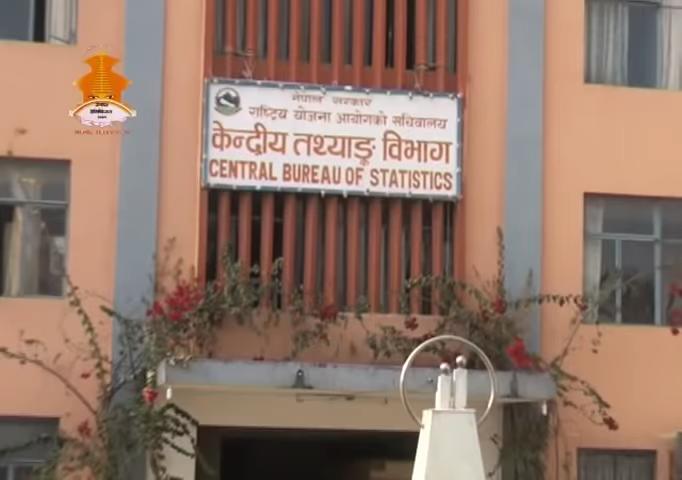 नेपाल सरकार
राष्ट्रिय योजना आयोगको सचिवालय
केन्द्रीय तथ्याङ्क विभाग
CENTRAL BUREAU OF STATISTICS